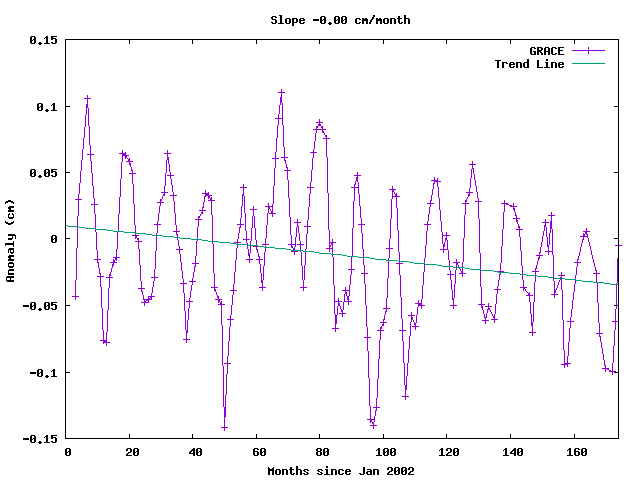 Slope -0.00 cm/month
GRACE
Trend Line
Anomaly (cm)
0.15
0.1
0.05
0
-0.05
-0.1
-0.15
0 20 40 60 80 100 120 140 160
Months since Jan 2002